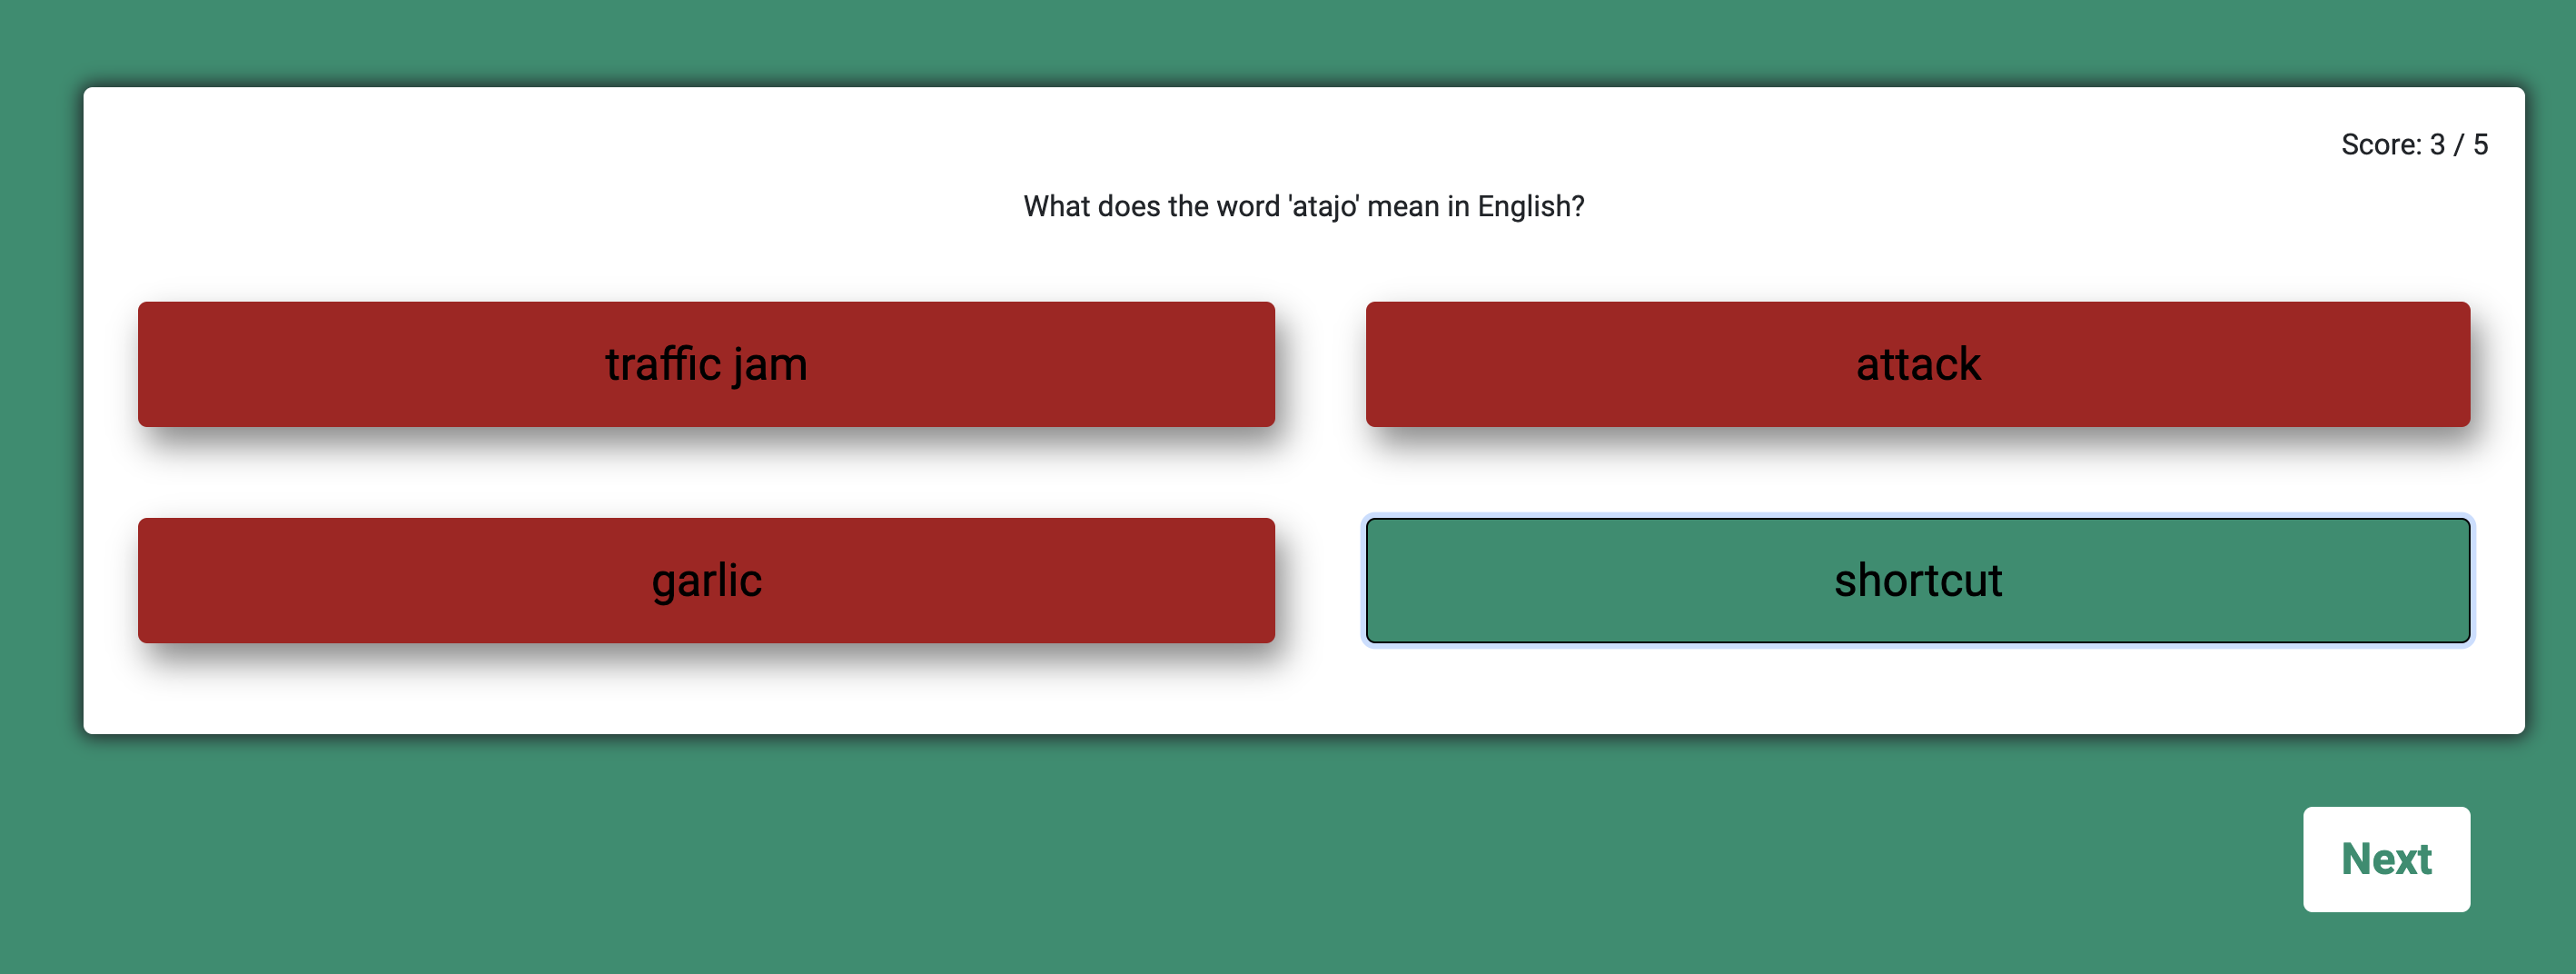 Score: 3 / 5
What does the word 'atajo' mean in English?
traffic jam
attack
garlic
shortcut
Next